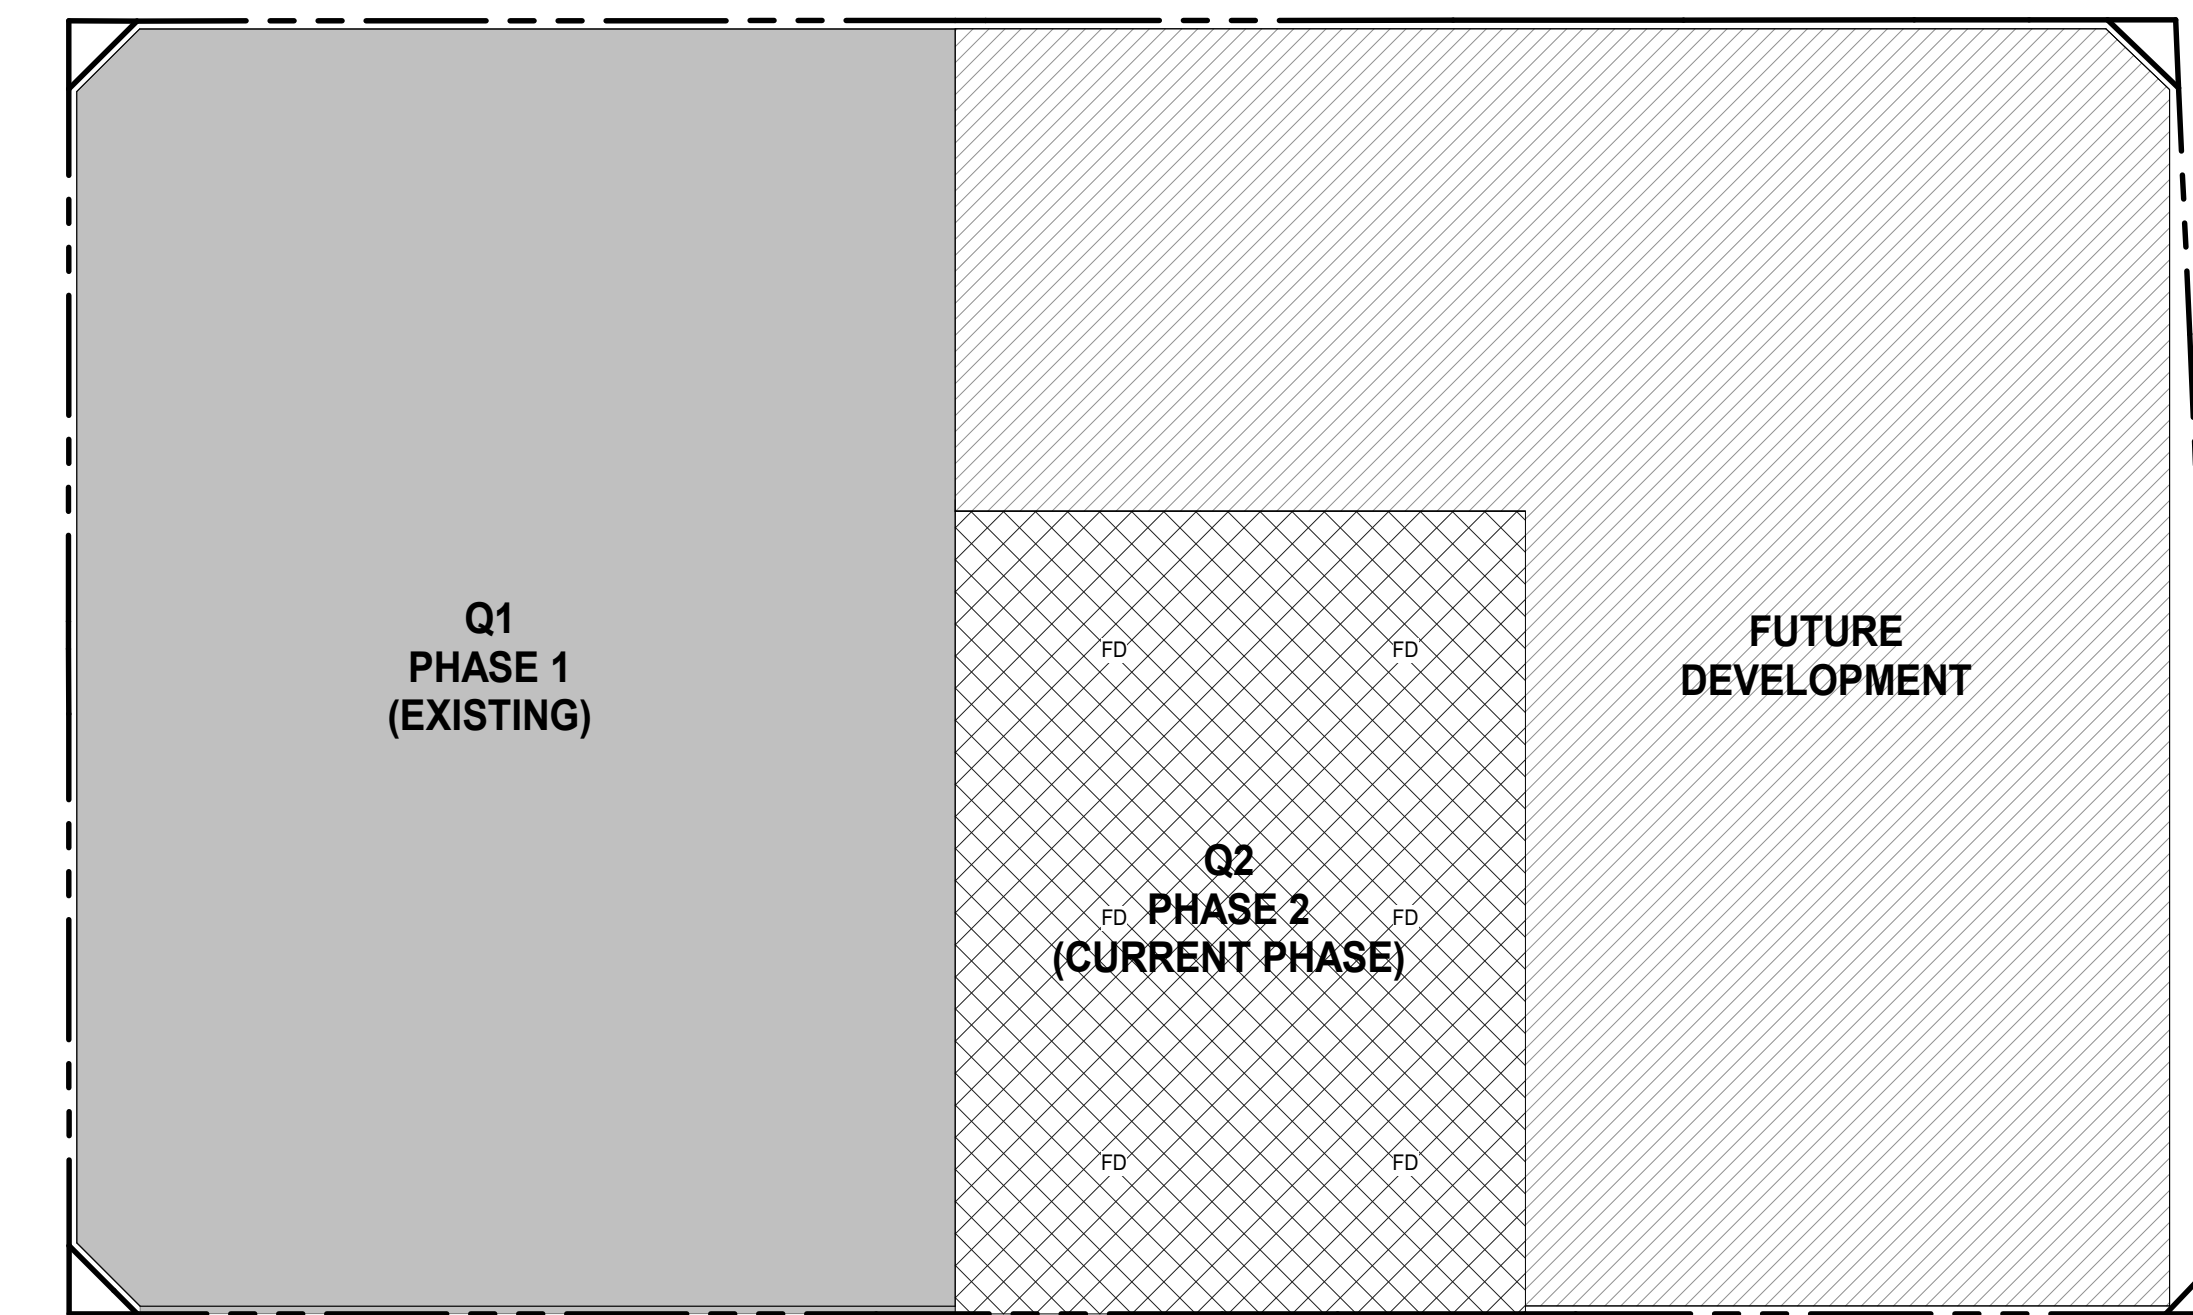 Q1
PHASE 1
(EXISTING)
FUTURE
DEVELOPMENT
FD
FD
Q2
FD
PHASE 2
FD
(CURRENT PHASE)
FD
FD